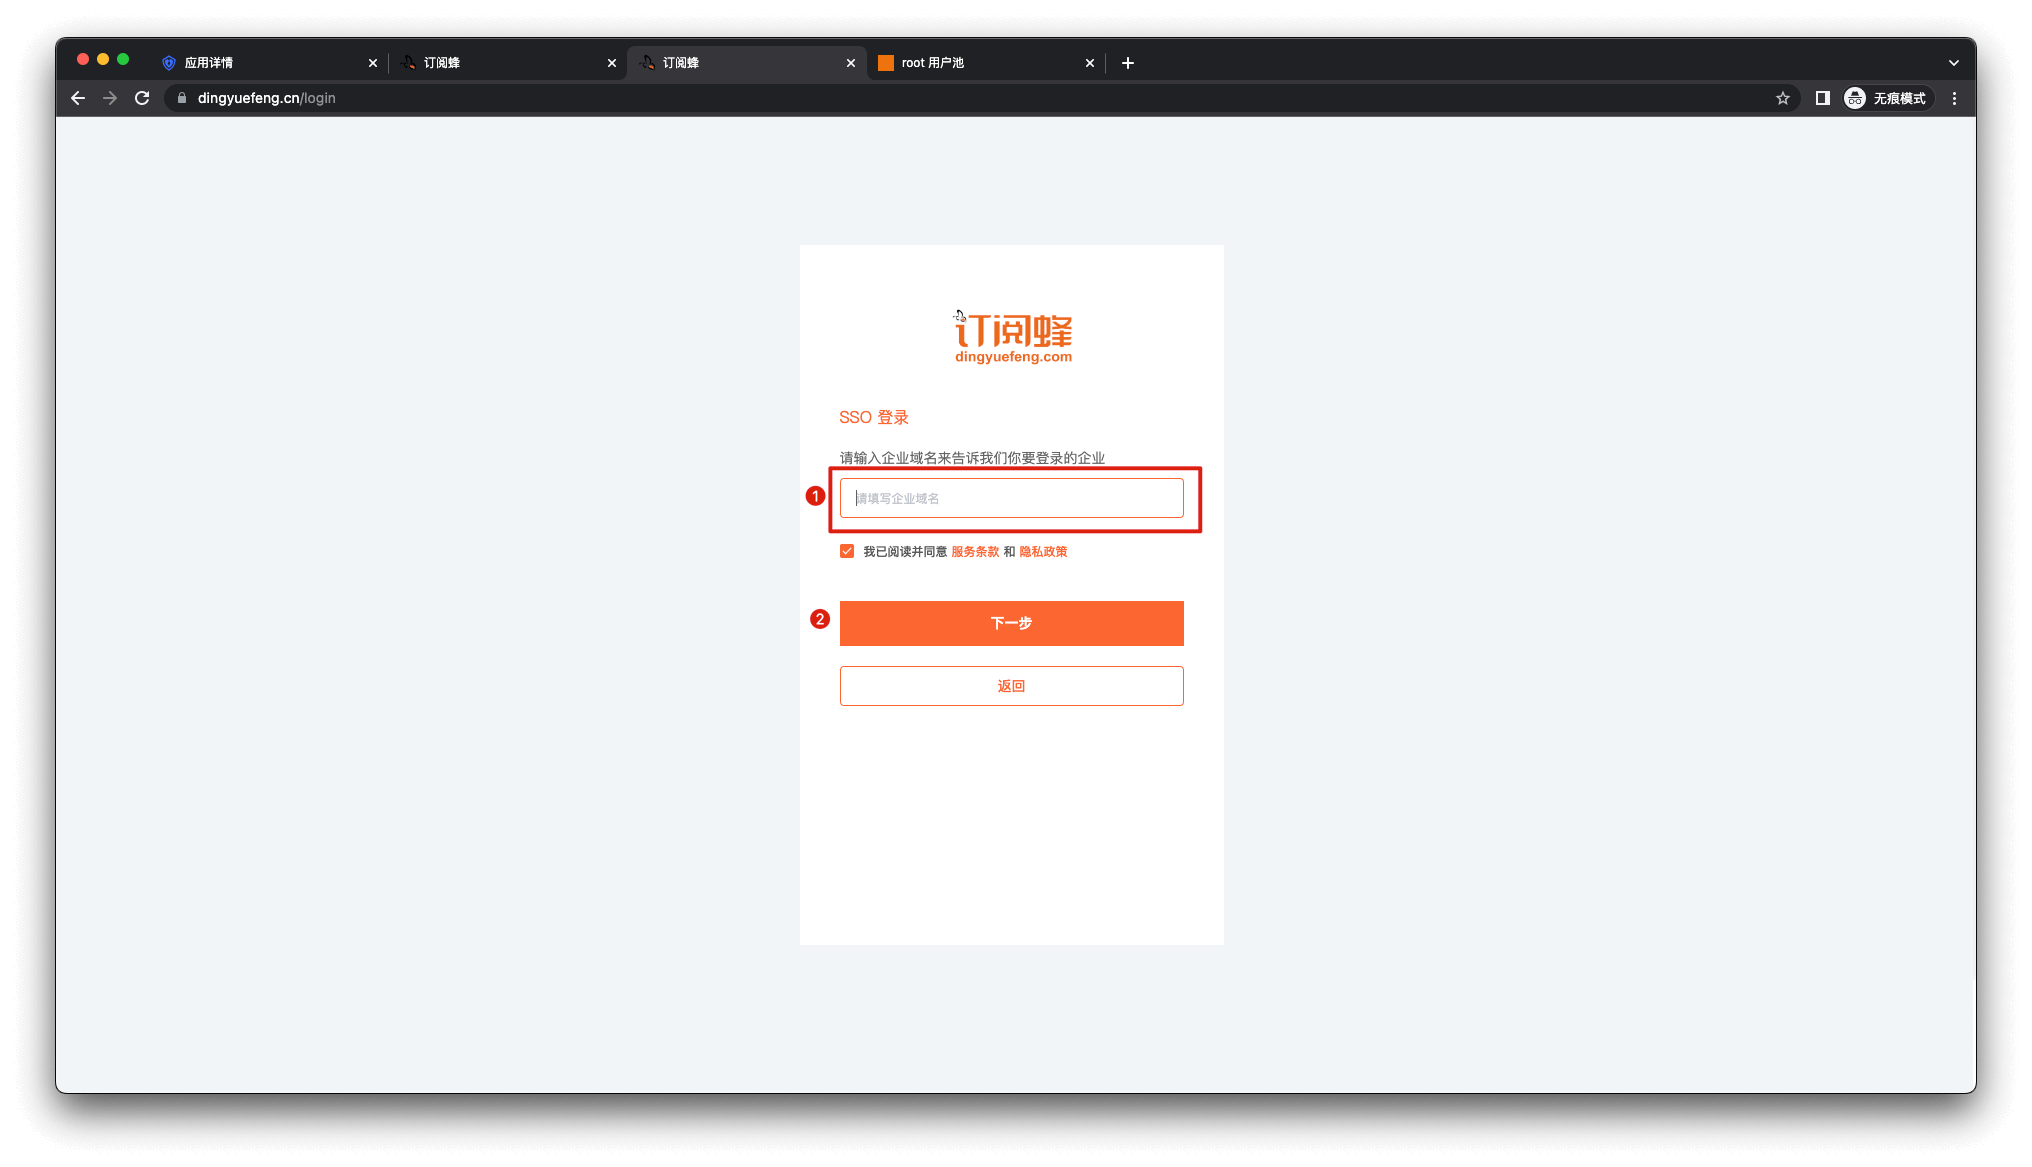 应用详情
订阅蜂
订阅蜂
root 用户池
dingyuefeng.cn/login
无痕模式
订阅蜂
dingyuefeng.com
SSO 登录
请输入企业域名来告诉我们你要登录的企业
1
请填写企业域名
我已阅读并同意 服务条款 和 隐私政策
2
下一步
返回